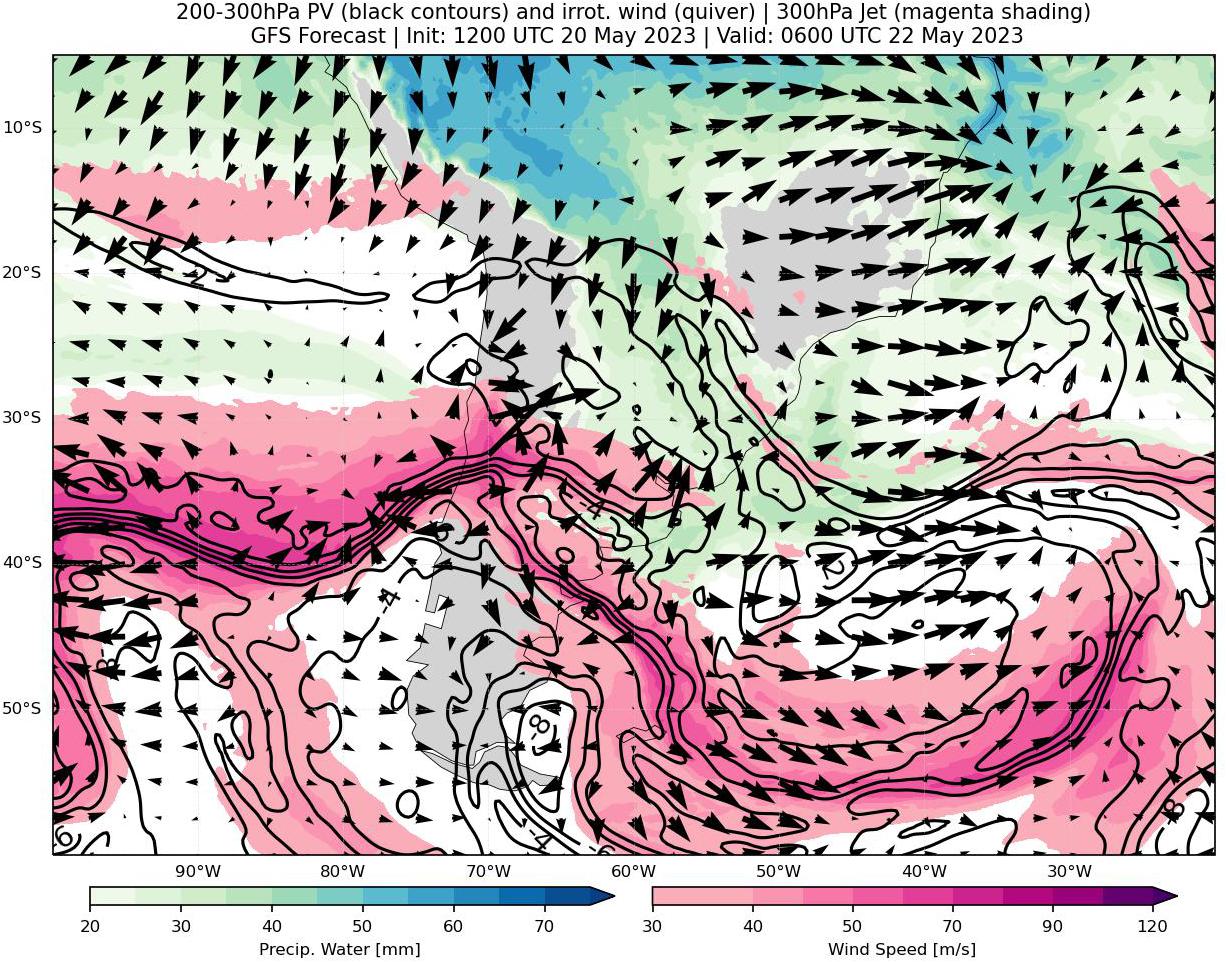 200-300hPa PV (black contours) and irrot. wind (quiver) | 300hPa Jet (magenta shading)
GFS Forecast | Init: 1200 UTC 20 May 2023 | Valid: 0600 UTC 22 May 2023
10°S
20°S
30°S
40°S
50°S
-2
-4
-4
-2
-8
-8
-4
-8
90°W
80°W
70°W
60°W
50°W
40°W
30°W
20
30
40
50
60
70
Precip. Water [mm]
30
40
50
70
90
120
Wind Speed [m/s]